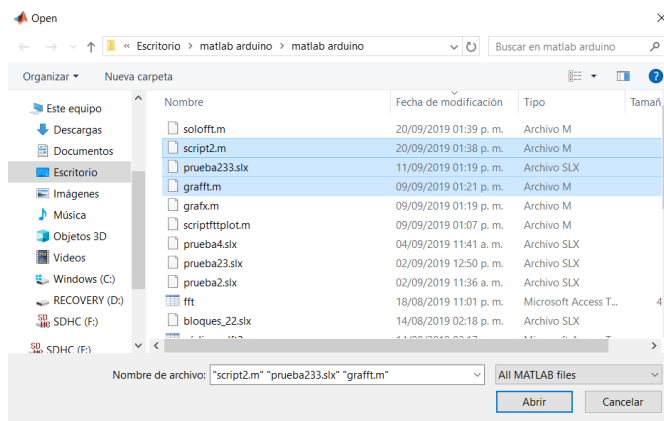 Open
« Escritorio > matlab arduino > matlab arduino
Buscar en matlab arduino
Organizar
Nueva carpeta
?
Este equipo
Descargas
Documentos
Escritorio
Imágenes
Música
Objetos 3D
Videos
Windows (C:)
RECOVERY (D:)
SDHC (F:)
SDHC (F:)
Nombre Fecha de modificación Tipo Tamañ
solofft.m 20/09/2019 01:39 p. m. Archivo M
script2.m 20/09/2019 01:38 p. m. Archivo M
prueba233.slx 11/09/2019 01:19 p. m. Archivo SLX
grafft.m 09/09/2019 01:21 p. m. Archivo M
grafx.m 09/09/2019 01:19 p. m. Archivo M
scriptfttplot.m 09/09/2019 01:07 p. m. Archivo M
prueba4.slx 04/09/2019 11:41 a. m. Archivo SLX
prueba23.slx 02/09/2019 12:50 p. m. Archivo SLX
prueba2.slx 02/09/2019 11:36 a. m. Archivo SLX
fft 18/08/2019 11:01 p. m. Microsoft Access T... 4
bloques_22.slx 14/08/2019 02:18 p. m. Archivo SLX
Nombre de archivo: "script2.m" "prueba233.slx" "grafft.m"
All MATLAB files
Abrir
Cancelar